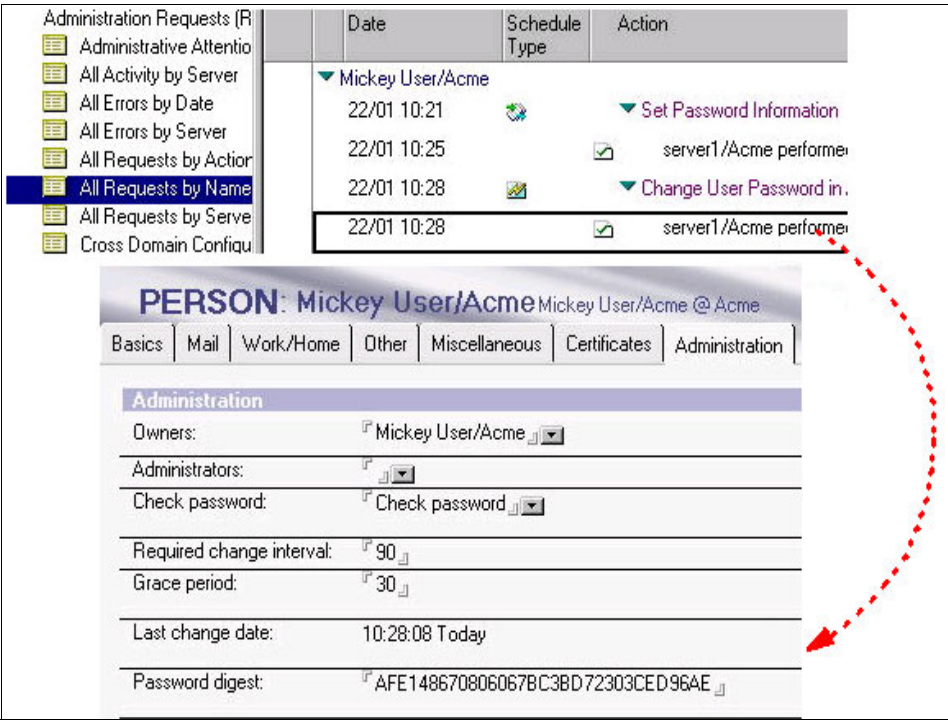 Administration Requests (R
Administrative Attentio
All Activity by Server
All Errors by Date
All Errors by Server
All Requests by Action
All Requests by Name
All Requests by Serve
Cross Domain Configu
Date Schedule Type Action
Mickey User/Acme
22/01 10:21 Set Password Information
22/01 10:25 server1/Acme performe
22/01 10:28 Change User Password in
22/01 10:28 server1/Acme performe
PERSON: Mickey User/Acme Mickey User/Acme @ Acme
Basics Mail Work/Home Other Miscellaneous Certificates Administration
Administration
Owners: Mickey User/Acme
Administrators:
Check password: Check password
Required change interval: 90
Grace period: 30
Last change date: 10:28:08 Today
Password digest: AFE148670806067BC3BD72303CED96AE